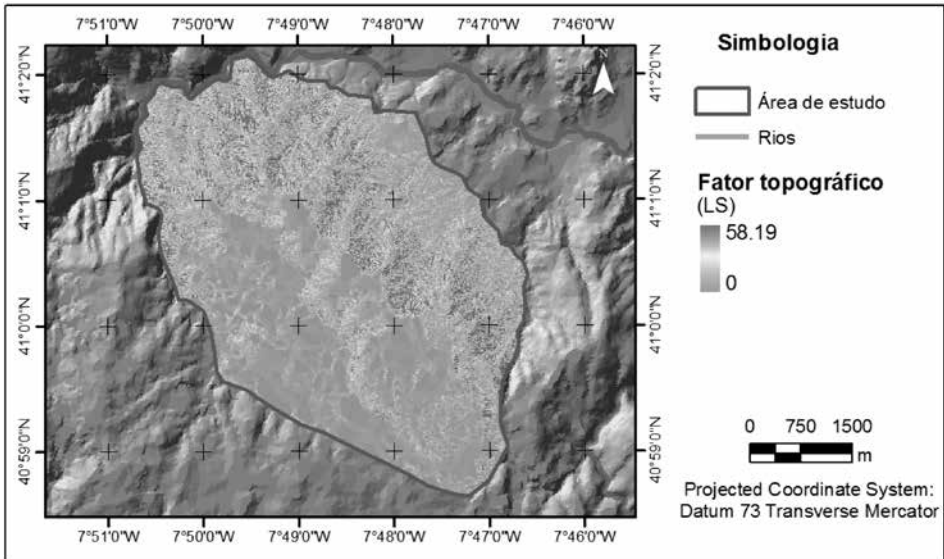 7°51'0"W 7°50'0"W 7°49'0"W 7°48'0"W 7°47'0"W 7°46'0"W
41°2'0"N
41°1'0"N
41°0'0"N
40°59'0"N
41°2'0"N
41°1'0"N
41°0'0"N
40°59'0"N
7°51'0"W 7°50'0"W 7°49'0"W 7°48'0"W 7°47'0"W 7°46'0"W
N
Simbologia
Área de estudo
Rios
Fator topográfico
(LS)
58.19
0
0 750 1500
m
Projected Coordinate System:
Datum 73 Transverse Mercator